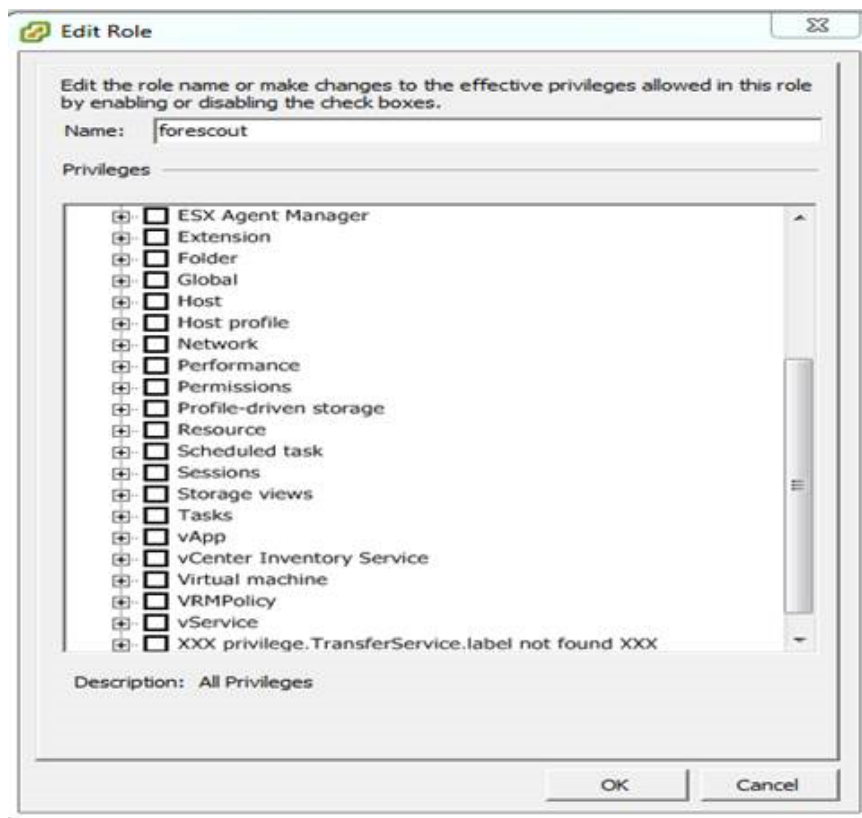 Edit Role
Edit the role name or make changes to the effective privileges allowed in this role
by enabling or disabling the check boxes.
Name: forescout
Privileges
ESX Agent Manager
Extension
Folder
Global
Host
Host profile
Network
Performance
Permissions
Profile-driven storage
Resource
Scheduled task
Sessions
Storage views
Tasks
vApp
vCenter Inventory Service
Virtual machine
VRMPolicy
vService
XXX privilege.TransferService.label not found XXX
Description: All Privileges
OK Cancel